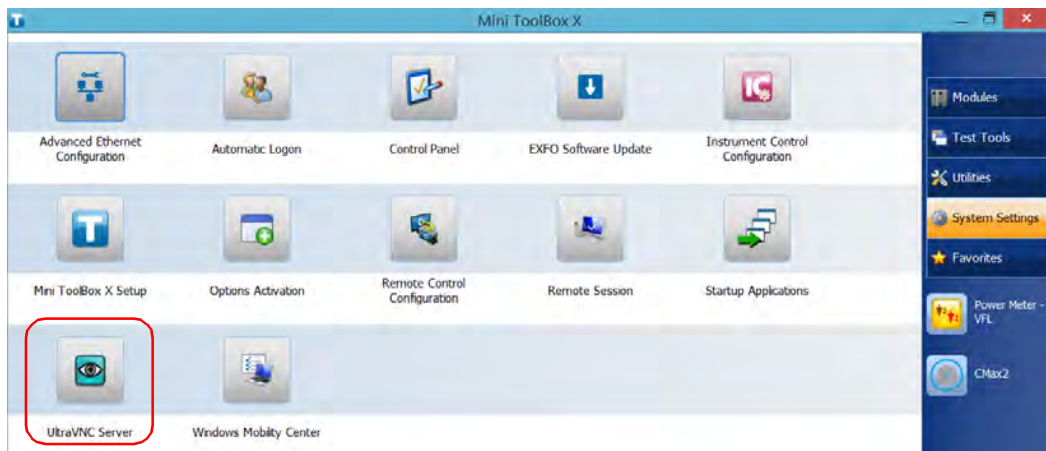 Mini ToolBox X
Advanced Ethernet
Configuration
Automatic Logon
Control Panel
EXFO Software Update
IC
Instrument Control
Configuration
T
Mini ToolBox X Setup
Options Activation
Remote Control
Configuration
Remote Session
Startup Applications
UltraVNC Server
Windows Mobility Center
Modules
Test Tools
Utilities
System Settings
Favorites
Power Meter -
VFL
CMax2